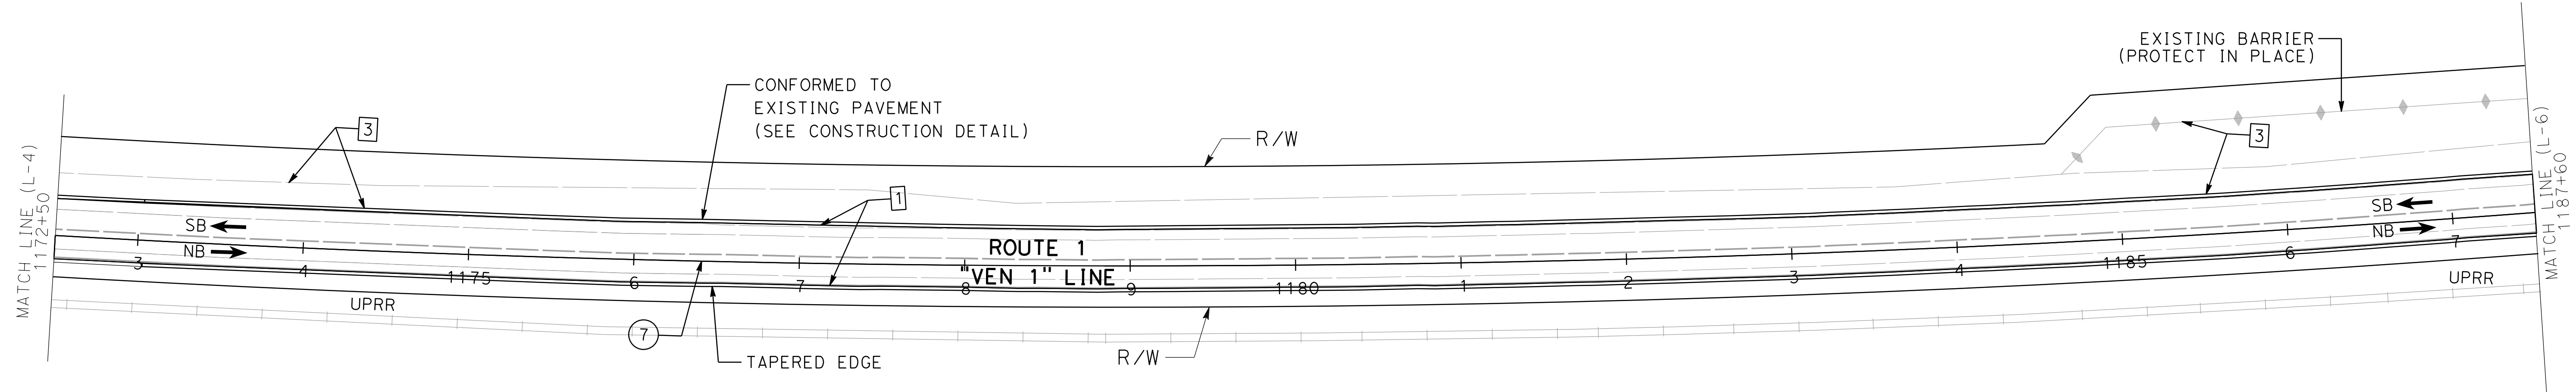 EXISTING BARRIER
(PROTECT IN PLACE)
CONFORMED TO
EXISTING PAVEMENT
(SEE CONSTRUCTION DETAIL)
3
R/W
3
1
MATCH LINE (L-4)
1172+50
MATCH LINE (L-6)
1187+60
SB
NB
SB
NB
ROUTE 1
"VEN 1" LINE
3
4
1175
6
7
8
9
1180
1
2
3
4
1185
6
7
UPRR
UPRR
7
TAPERED EDGE
R/W